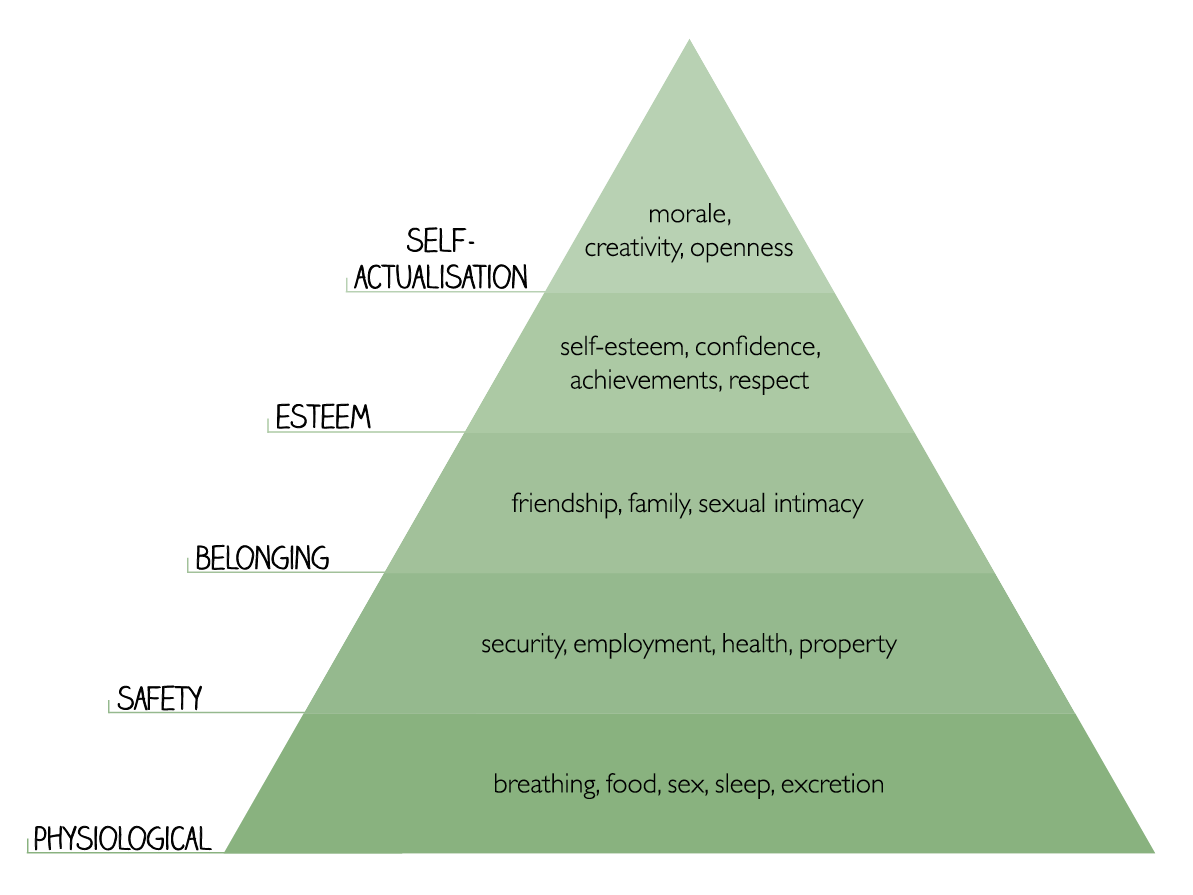 morale,
creativity, openness
SELF-
ACTUALISATION
self-esteem, confidence,
achievements, respect
ESTEEM
friendship, family, sexual intimacy
BELONGING
security, employment, health, property
SAFETY
breathing, food, sex, sleep, excretion
PHYSIOLOGICAL